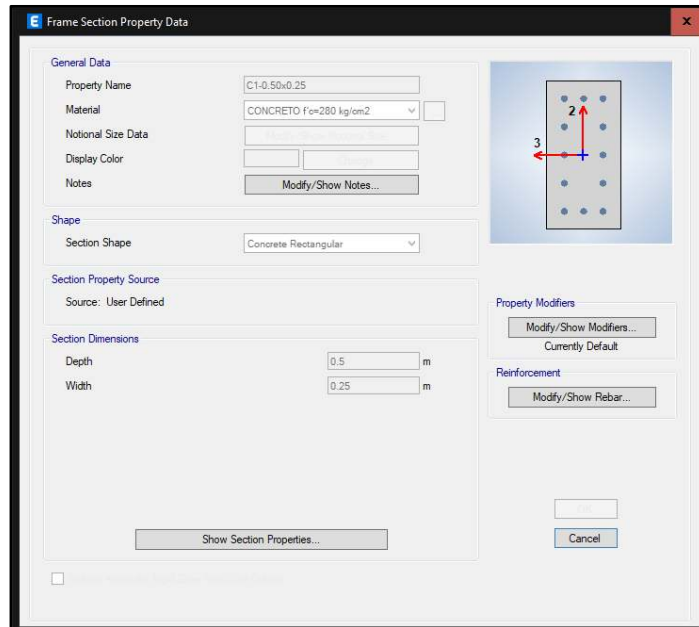 Frame Section Property Data
General Data
Property Name C1-0.50x0.25
Material CONCRETO f'c=280 kg/cm2
Notional Size Data
Display Color
Notes Modify/Show Notes...
2
3
Shape
Section Shape Concrete Rectangular
Section Property Source
Source: User Defined
Property Modifiers
Modify/Show Modifiers...
Currently Default
Section Dimensions
Depth 0.5 m
Width 0.25 m
Reinforcement
Modify/Show Rebar...
Show Section Properties...
Cancel